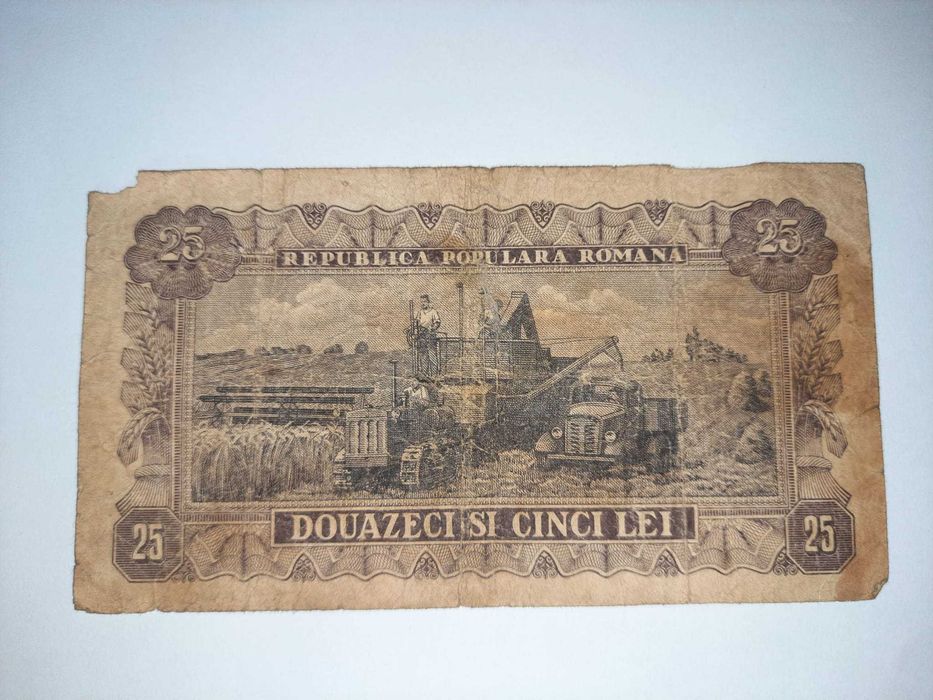 25 25
REPUBLICA POPULARA ROMANA
25 DOUAZECI SI CINCI LEI 25